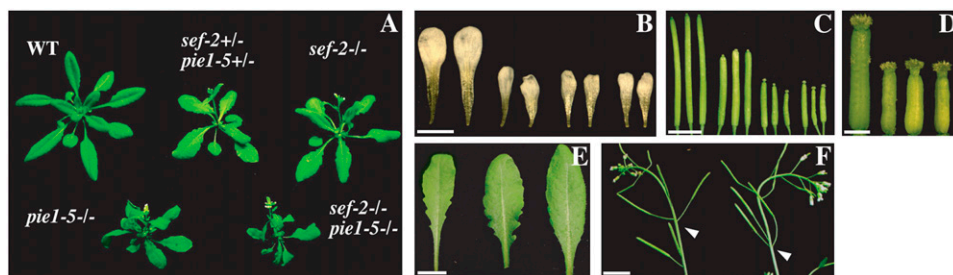 A
WT
sef-2+/-
pie1-5+/-
sef-2-/-
pie1-5-/-
sef-2-/-
pie1-5-/-
B
C
D
E
F